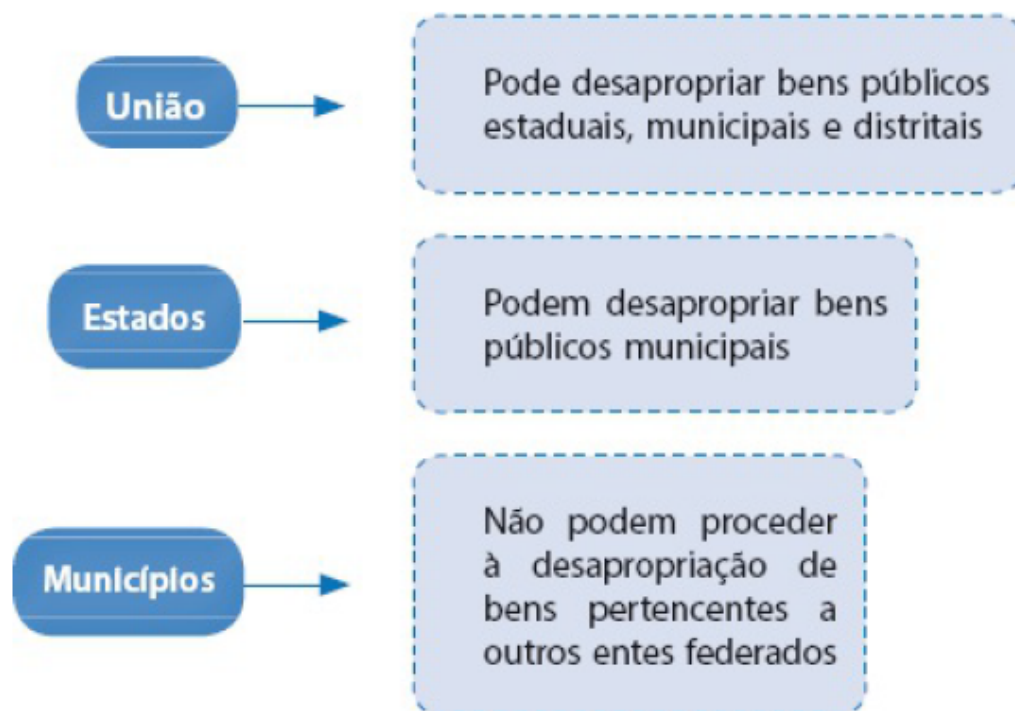 União
Pode desapropriar bens públicos
estaduais, municipais e distritais
Estados
Podem desapropriar bens
públicos municipais
Municípios
Não podem proceder
à desapropriação de
bens pertencentes a
outros entes federados